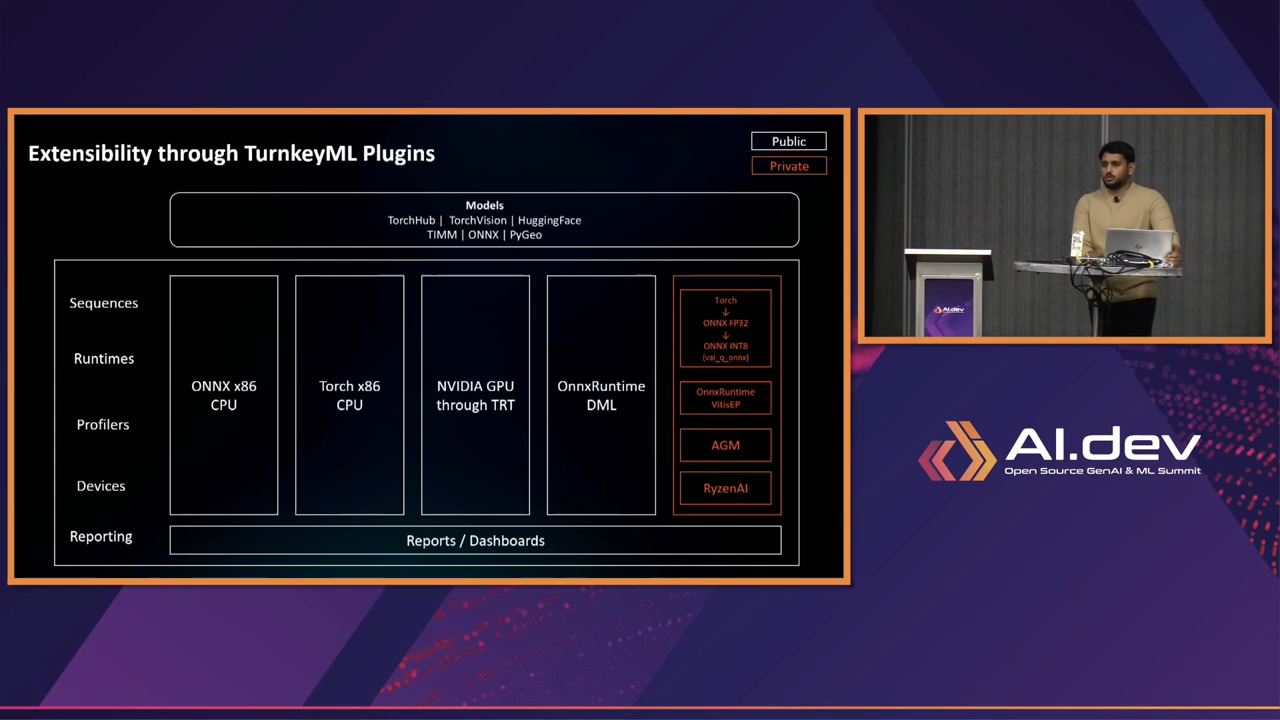 Extensibility through TurnkeyML Plugins
Public
Private
Models
TorchHub | TorchVision | HuggingFace
TIMM | ONNX | PyGeo
Sequences
Runtimes
Profilers
Devices
Reporting
ONNX x86
CPU
Torch x86
CPU
NVIDIA GPU
through TRT
OnnxRuntime
DML
Torch
↓
ONNX FP32
↓
ONNX INT8
(vai_q_onnx)
OnnxRuntime
VitisEP
AGM
RyzenAI
Reports / Dashboards
AI.dev
AI.dev
Open Source GenAI & ML Summit